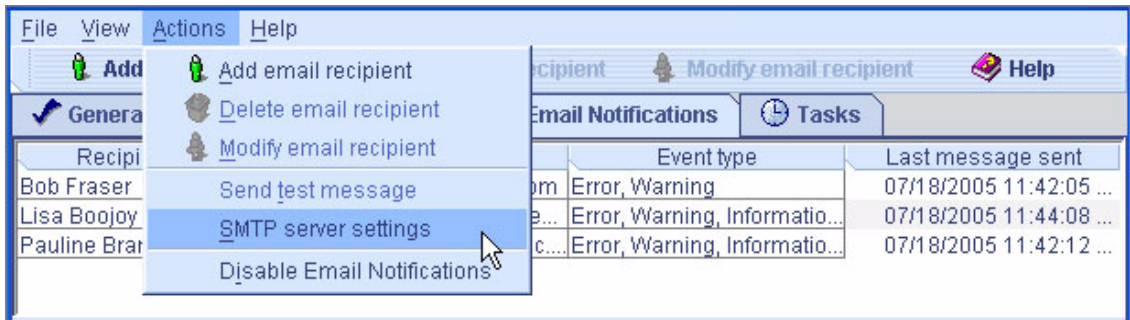 File View Actions Help
Add ecipient Modify email recipient Help
Add email recipient
Delete email recipient
Modify email recipient
Send test message
SMTP server settings
Disable Email Notifications
Genera Email Notifications Tasks
Recipi Event type Last message sent
Bob Fraser om Error, Warning 07/18/2005 11:42:05 ...
Lisa Boojoy e... Error, Warning, Informatio... 07/18/2005 11:44:08 ...
Pauline Brar c.... Error, Warning, Informatio... 07/18/2005 11:42:12 ...